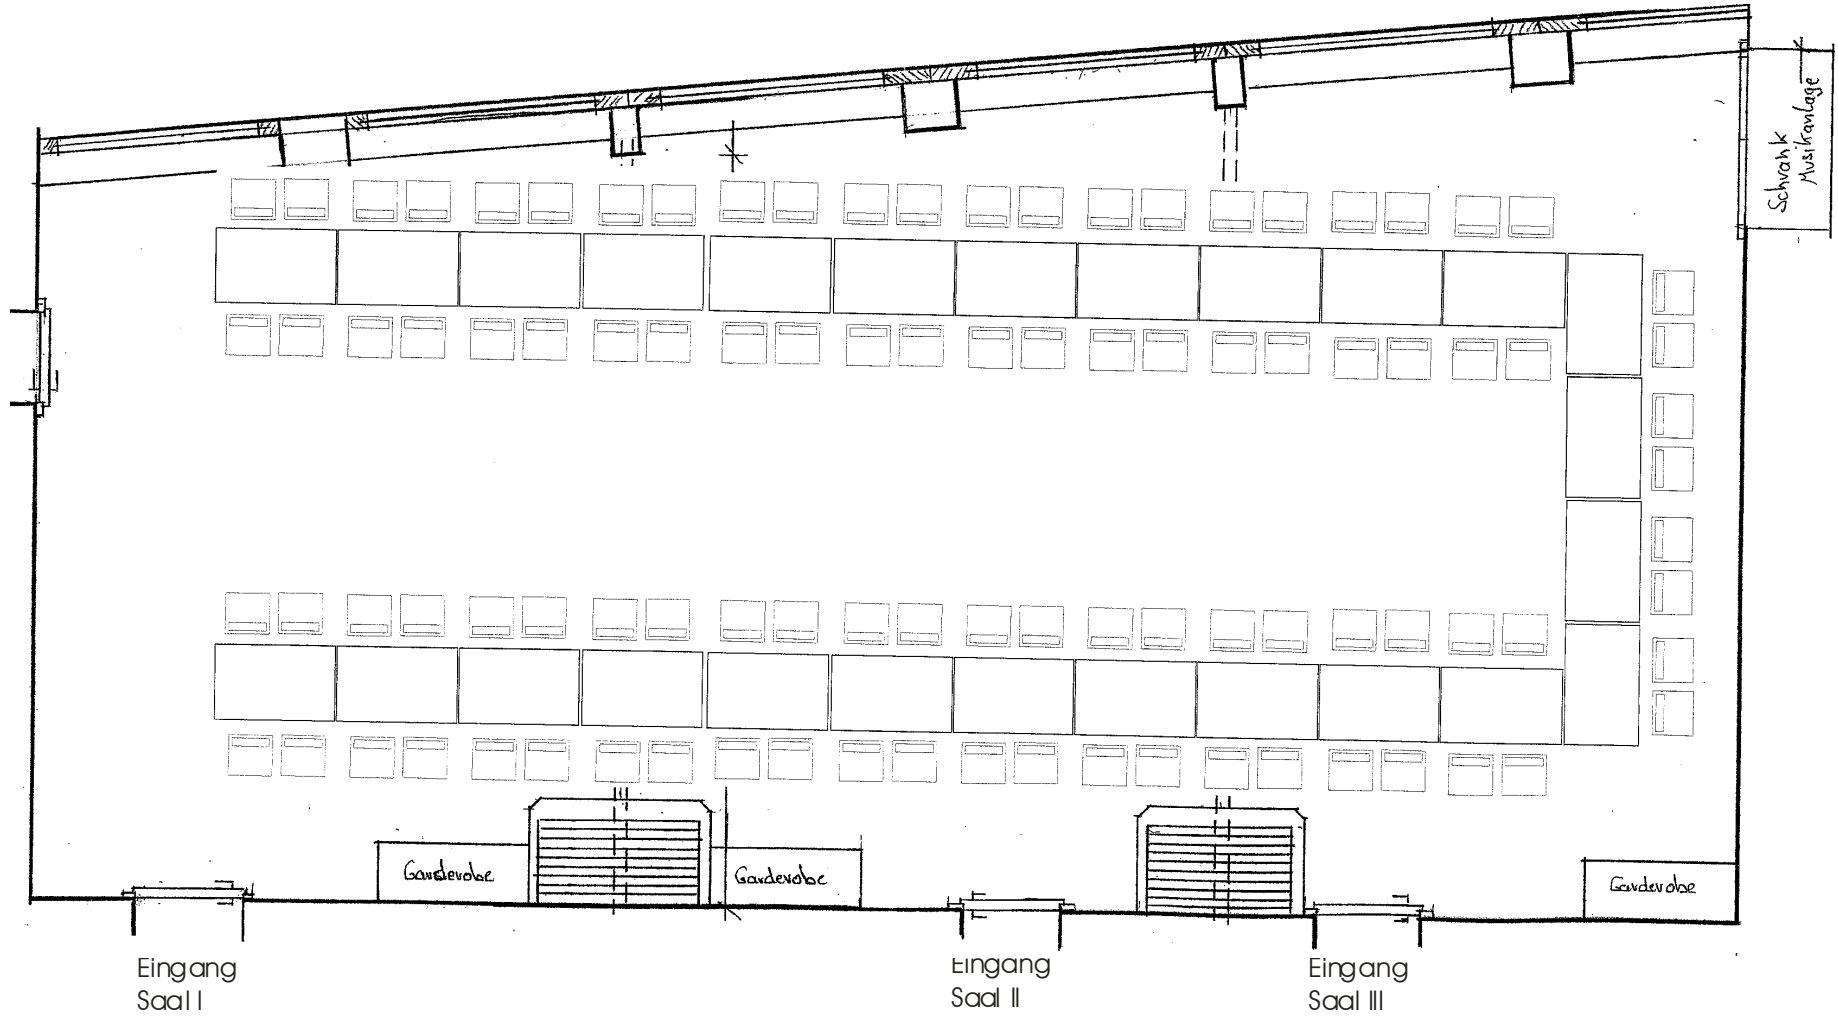 Schrank
Musikanlage
Garderobe
Garderobe
Garderobe
Eingang
Saal I
Eingang
Saal II
Eingang
Saal III